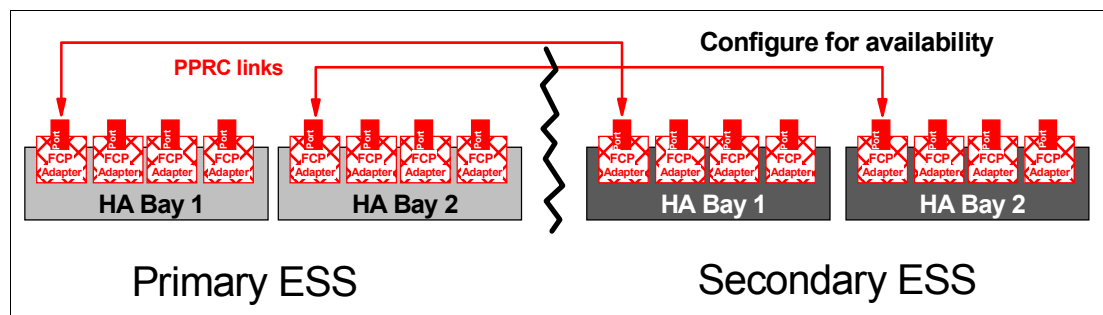 Configure for availability
PPRC links
Port Port Port Port Port Port Port Port Port Port Port Port Port Port Port Port
FCP FCP FCP FCP FCP FCP FCP FCP FCP FCP FCP FCP FCP FCP FCP FCP
Adapter Adapter Adapter Adapter Adapter Adapter Adapter Adapter Adapter Adapter Adapter Adapter Adapter Adapter Adapter Adapter
HA Bay 1 HA Bay 2 HA Bay 1 HA Bay 2
Primary ESS Secondary ESS